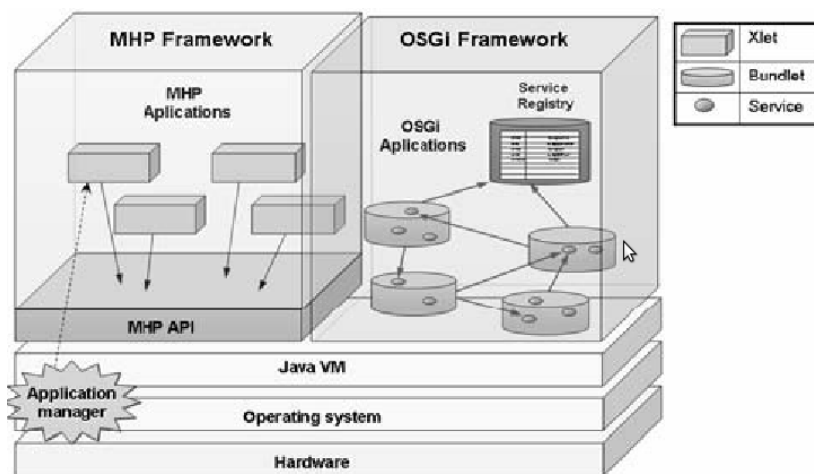 MHP Framework
OSGi Framework
MHP
Aplications
OSGi
Aplications
Service
Registry
MHP API
Java VM
Operating system
Hardware
Application
manager
Xlet
Bundlet
Service